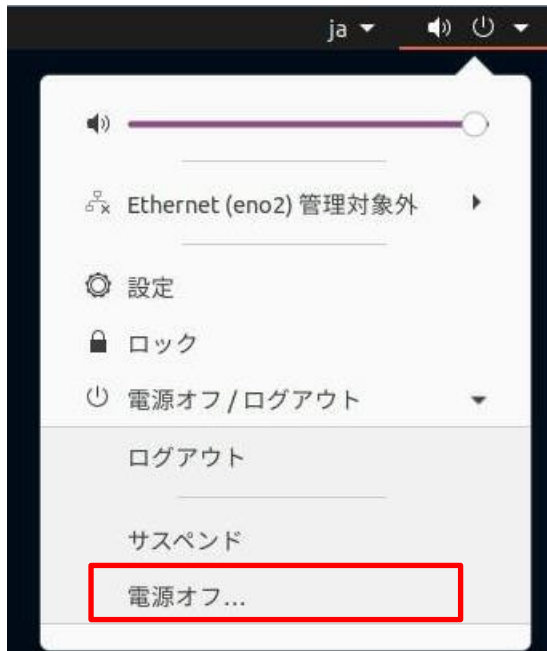 ja
Ethernet (eno2) 管理対象外
設定
ロック
電源オフ / ログアウト
ログアウト
サスペンド
電源オフ...